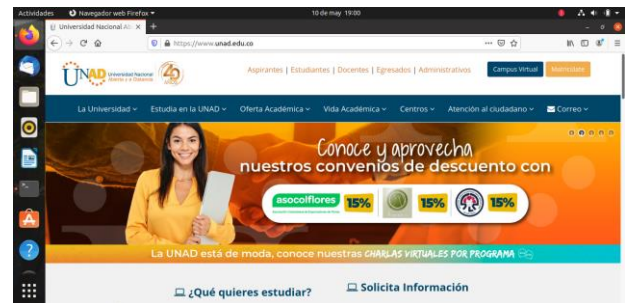 Actividades
Navegador web Firefox
10 de may 19:00
Universidad Nacional Ab
https://www.unad.edu.co
UNAD Universidad Nacional Abierta y a Distancia
40
Aspirantes | Estudiantes | Docentes | Egresados | Administrativos
Campus Virtual
Matricúlate
La Universidad
Estudia en la UNAD
Oferta Académica
Vida Académica
Centros
Atención al ciudadano
Correo
Conoce y aprovecha
nuestros convenios de descuento con
asocolflores
15%
15%
15%
La UNAD está de moda, conoce nuestras CHARLAS VIRTUALES POR PROGRAMA
¿Qué quieres estudiar?
Solicita Información